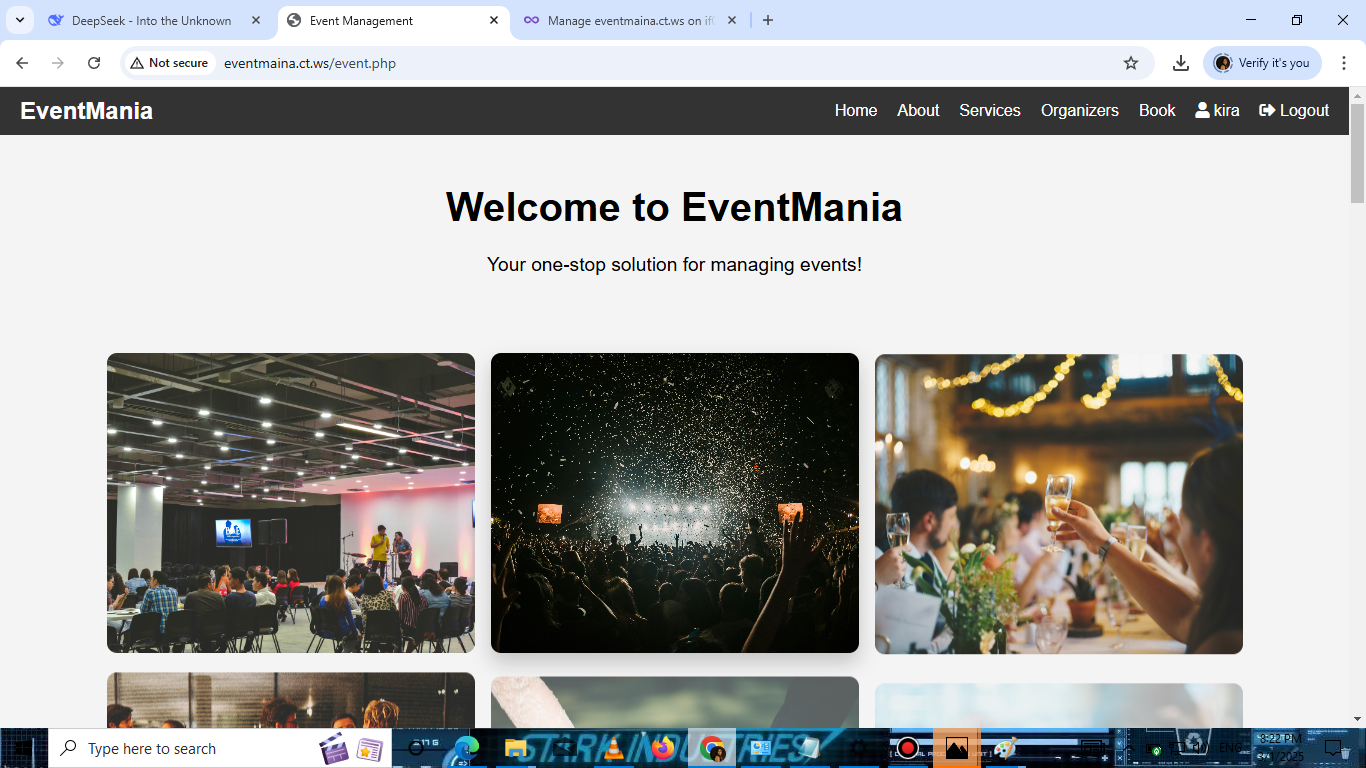 DeepSeek - Into the Unknown
Event Management
Manage eventmaina.ct.ws on if
Not secure
eventmaina.ct.ws/event.php
Verify it's you
EventMania
Home
About
Services
Organizers
Book
kira
Logout
Welcome to EventMania
Your one-stop solution for managing events!
Type here to search
STARK INDUSTRIES
ENG
8:22 PM